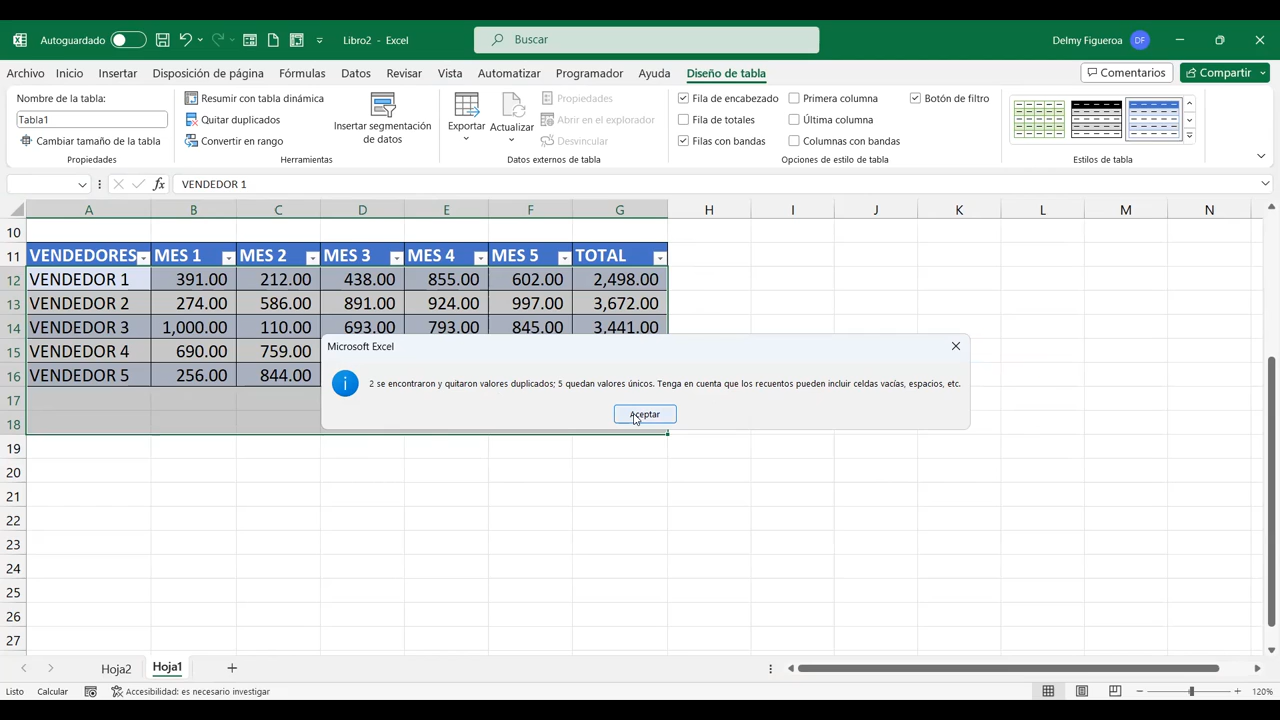 Autoguardado Libro2 - Excel Buscar Delmy Figueroa DF
Archivo Inicio Insertar Disposición de página Fórmulas Datos Revisar Vista Automatizar Programador Ayuda Diseño de tabla Comentarios Compartir
Nombre de la tabla:
Tabla1
Cambiar tamaño de la tabla
Propiedades
Resumir con tabla dinámica
Quitar duplicados
Convertir en rango
Insertar segmentación
de datos
Herramientas
Exportar
Actualizar
Propiedades
Abrir en el explorador
Desvincular
Datos externos de tabla
Fila de encabezado
Fila de totales
Filas con bandas
Primera columna
Última columna
Columnas con bandas
Botón de filtro
Opciones de estilo de tabla
Estilos de tabla
fx VENDEDOR 1
A B C D E F G H I J K L M N
10
11 VENDEDORES MES 1 MES 2 MES 3 MES 4 MES 5 TOTAL
12 VENDEDOR 1 391.00 212.00 438.00 855.00 602.00 2,498.00
13 VENDEDOR 2 274.00 586.00 891.00 924.00 997.00 3,672.00
14 VENDEDOR 3 1,000.00 110.00 693.00 793.00 845.00 3,441.00
15 VENDEDOR 4 690.00 759.00
16 VENDEDOR 5 256.00 844.00
17
18
19
20
21
22
23
24
25
26
27
Microsoft Excel
2 se encontraron y quitaron valores duplicados; 5 quedan valores únicos. Tenga en cuenta que los recuentos pueden incluir celdas vacías, espacios, etc.
Aceptar
Hoja2 Hoja1
Listo Calcular Accesibilidad: es necesario investigar 120%